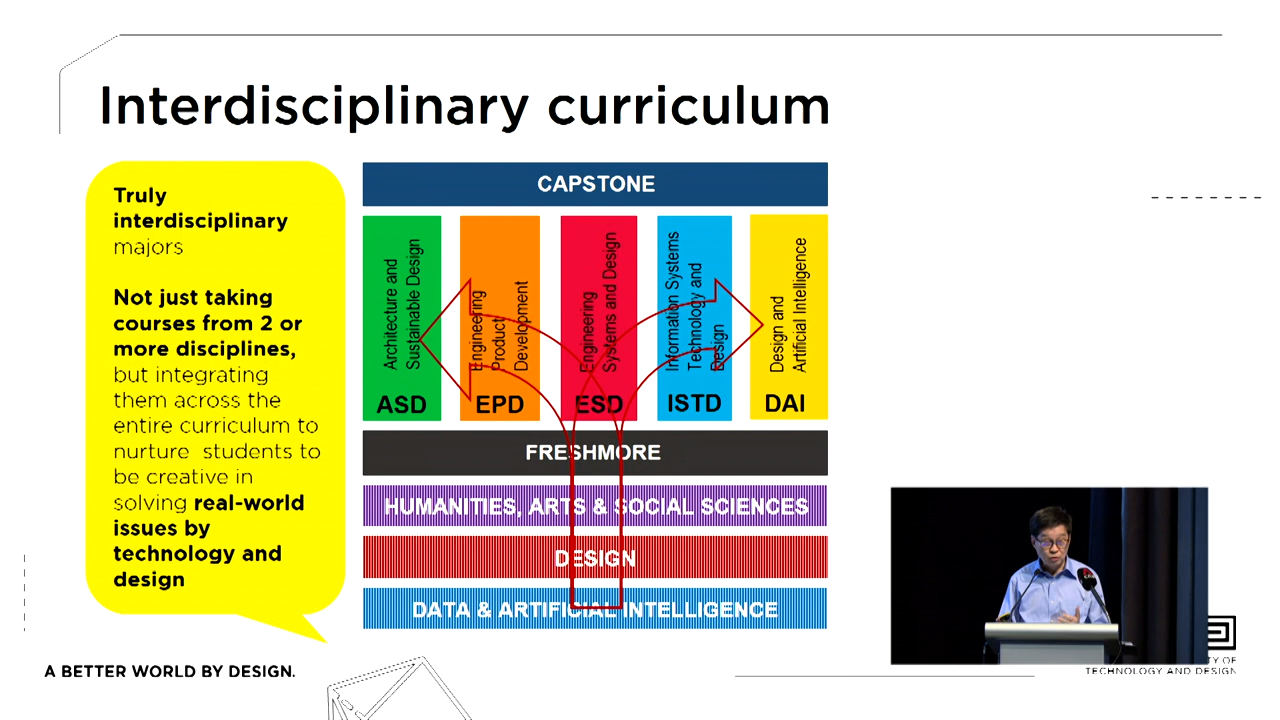 Interdisciplinary curriculum
Truly
interdisciplinary
majors
Not just taking
courses from 2 or
more disciplines,
but integrating
them across the
entire curriculum to
nurture students to
be creative in
solving real-world
issues by
technology and
design
CAPSTONE
Architecture and
Sustainable Design
ASD
Engineering
Product
Development
EPD
Engineering
Systems and Design
ESD
Information Systems
Technology and
Design
ISTD
Design and
Artificial Intelligence
DAI
FRESHMORE
HUMANITIES, ARTS & SOCIAL SCIENCES
DESIGN
DATA & ARTIFICIAL INTELLIGENCE
A BETTER WORLD BY DESIGN.
OF
TECHNOLOGY AND DESIGN